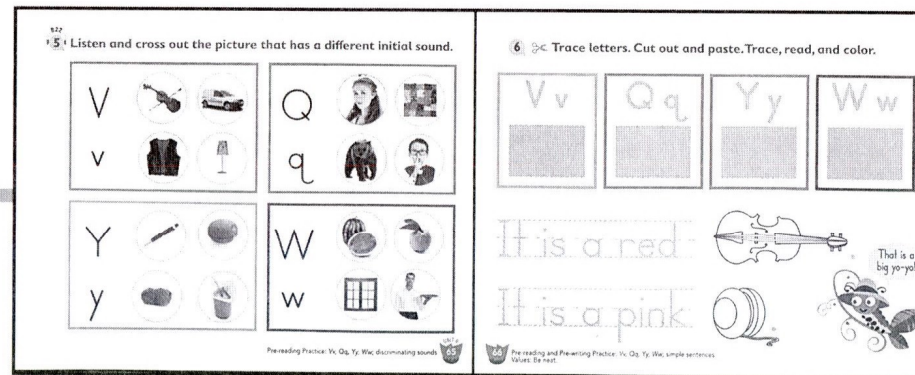 5 Listen and cross out the picture that has a different initial sound.
V
v
Q
q
Y
y
W
w
Pre-reading Practice: Vv, Qq, Yy, Ww; discriminating sounds
65
6 Trace letters. Cut out and paste. Trace, read, and color.
V v
Q q
Y y
W w
It is a red
It is a pink
That is a
big yo-yo!
66
Pre-reading and Pre-writing Practice: Vv, Qq, Yy, Ww; simple sentences
Values: Be neat.